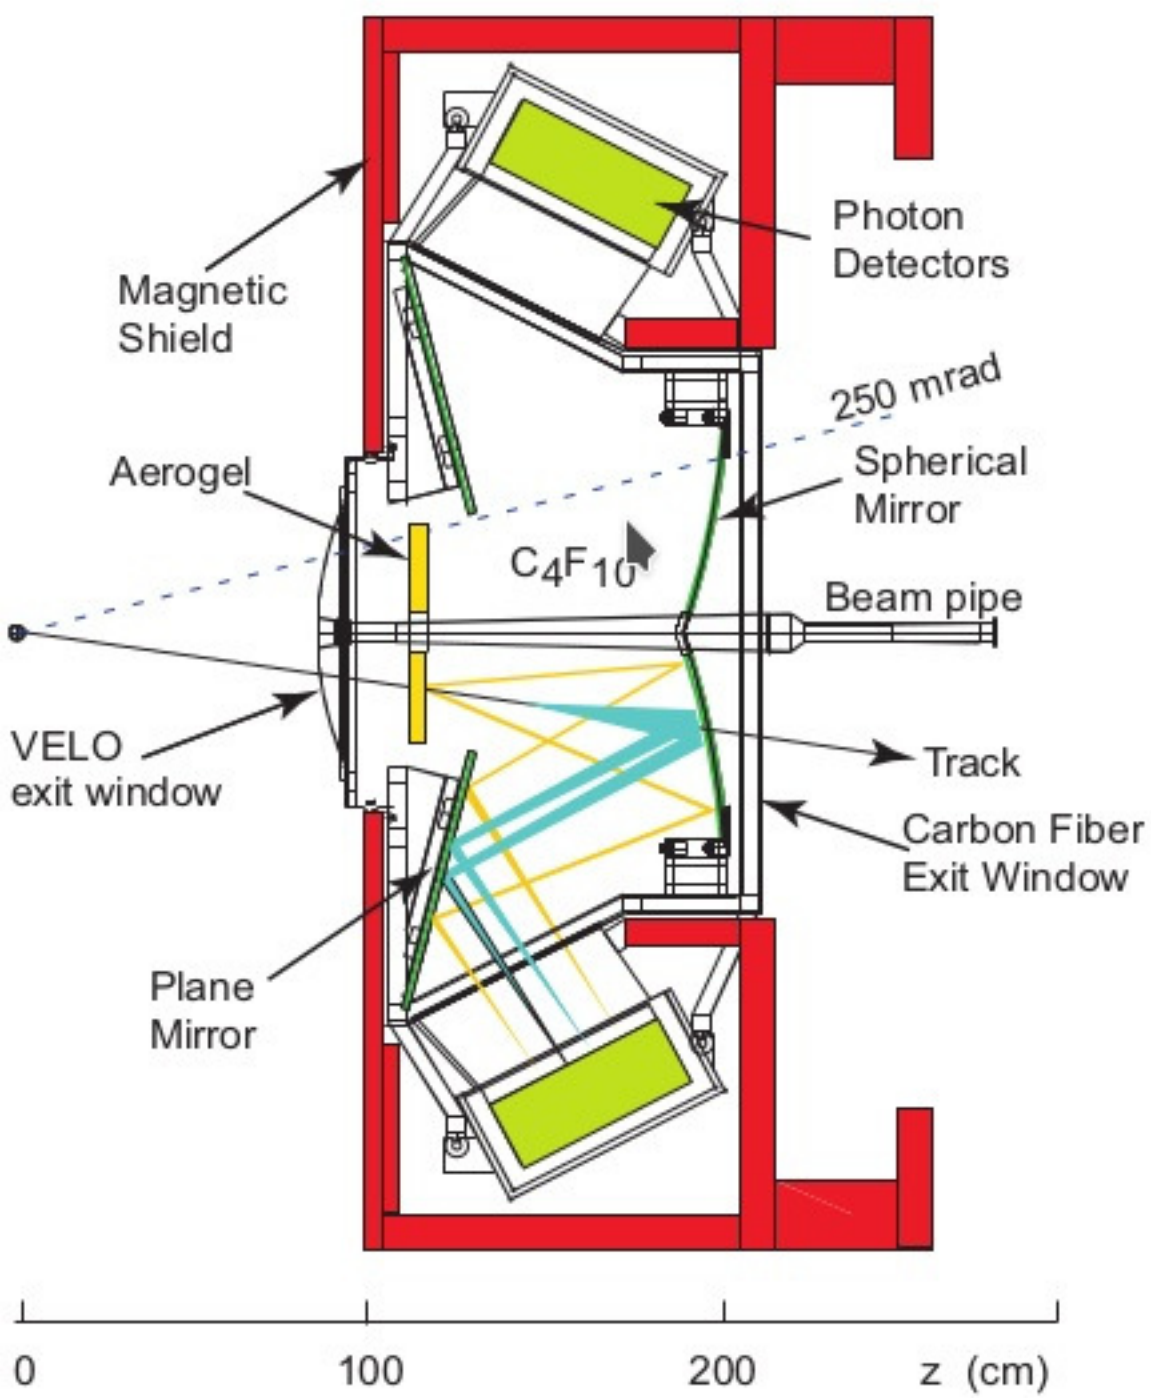 Photon
Detectors
Magnetic
Shield
250 mrad
Aerogel
Spherical
Mirror
C4F10
Beam pipe
VELO
exit window
Track
Carbon Fiber
Exit Window
Plane
Mirror
0 100 200 z (cm)